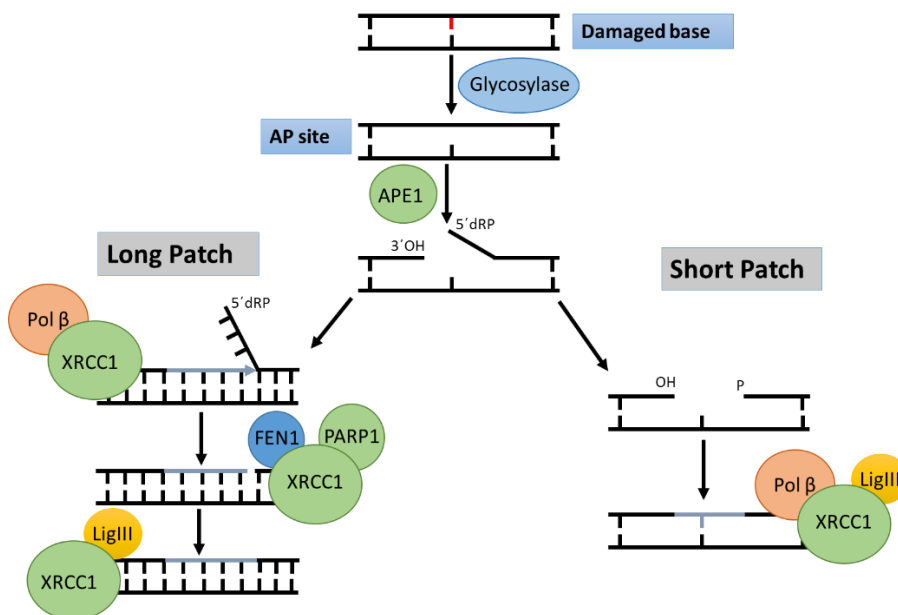 Damaged base
Glycosylase
AP site
APE1
5´dRP
3´OH
Long Patch
Short Patch
5´dRP
Pol β
XRCC1
OH
P
FEN1
PARP1
XRCC1
Pol β
LigIII
XRCC1
LigIII
XRCC1